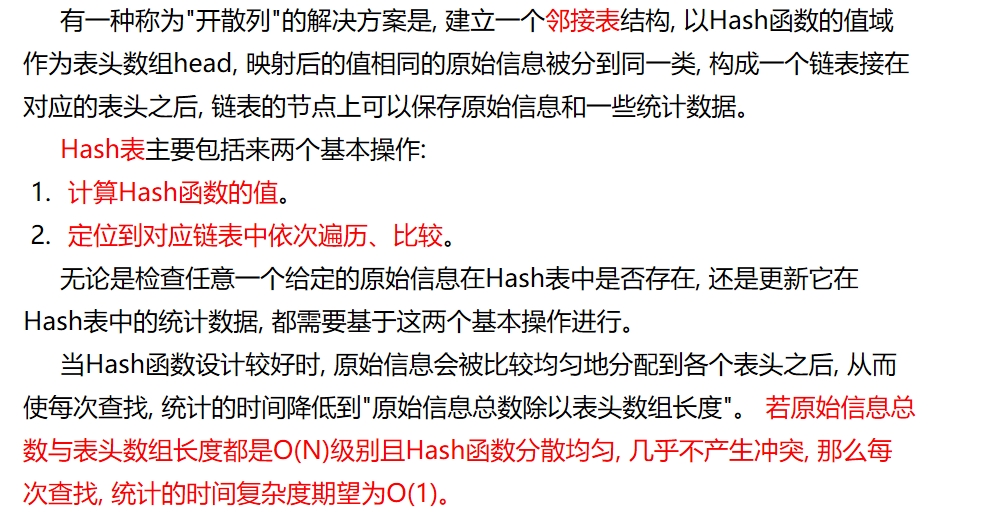 有一种称为"开散列"的解决方案是, 建立一个邻接表结构, 以Hash函数的值域
作为表头数组head, 映射后的值相同的原始信息被分到同一类, 构成一个链表接在
对应的表头之后, 链表的节点上可以保存原始信息和一些统计数据。
Hash表主要包括来两个基本操作:
1. 计算Hash函数的值。
2. 定位到对应链表中依次遍历、比较。
无论是检查任意一个给定的原始信息在Hash表中是否存在, 还是更新它在
Hash表中的统计数据, 都需要基于这两个基本操作进行。
当Hash函数设计较好时, 原始信息会被比较均匀地分配到各个表头之后, 从而
使每次查找, 统计的时间降低到"原始信息总数除以表头数组长度"。 若原始信息总
数与表头数组长度都是O(N)级别且Hash函数分散均匀, 几乎不产生冲突, 那么每
次查找, 统计的时间复杂度期望为O(1)。